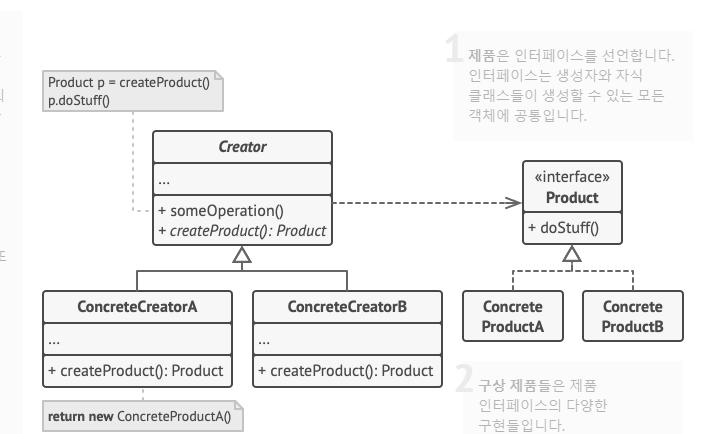 1
제품은 인터페이스를 선언합니다.
인터페이스는 생성자와 자식
클래스들이 생성할 수 있는 모든
객체에 공통입니다.
Product p = createProduct()
p.doStuff()
Creator
...
+ someOperation()
+ createProduct(): Product
«interface»
Product
+ doStuff()
ConcreteCreatorA
...
+ createProduct(): Product
ConcreteCreatorB
...
+ createProduct(): Product
Concrete
ProductA
Concrete
ProductB
return new ConcreteProductA()
2
구상 제품들은 제품
인터페이스의 다양한
구현들입니다.